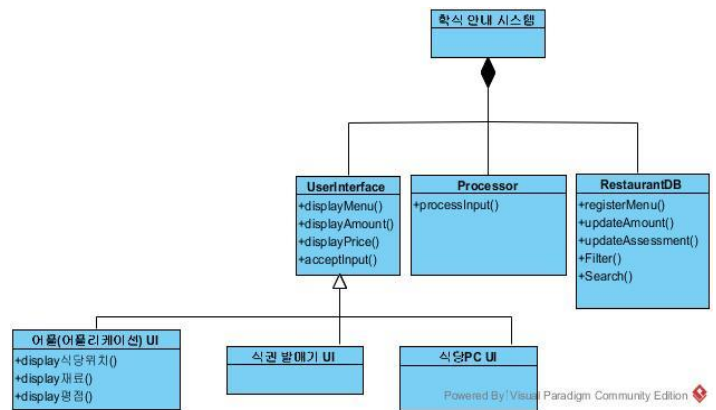 학식 안내 시스템
UserInterface
+displayMenu()
+displayAmount()
+displayPrice()
+acceptInput()
Processor
+processInput()
RestaurantDB
+registerMenu()
+updateAmount()
+updateAssessment()
+Filter()
+Search()
어플(어플리케이션) UI
+display식당위치()
+display재료()
+display평점()
식권 발매기 UI
식당PC UI
Powered By Visual Paradigm Community Edition